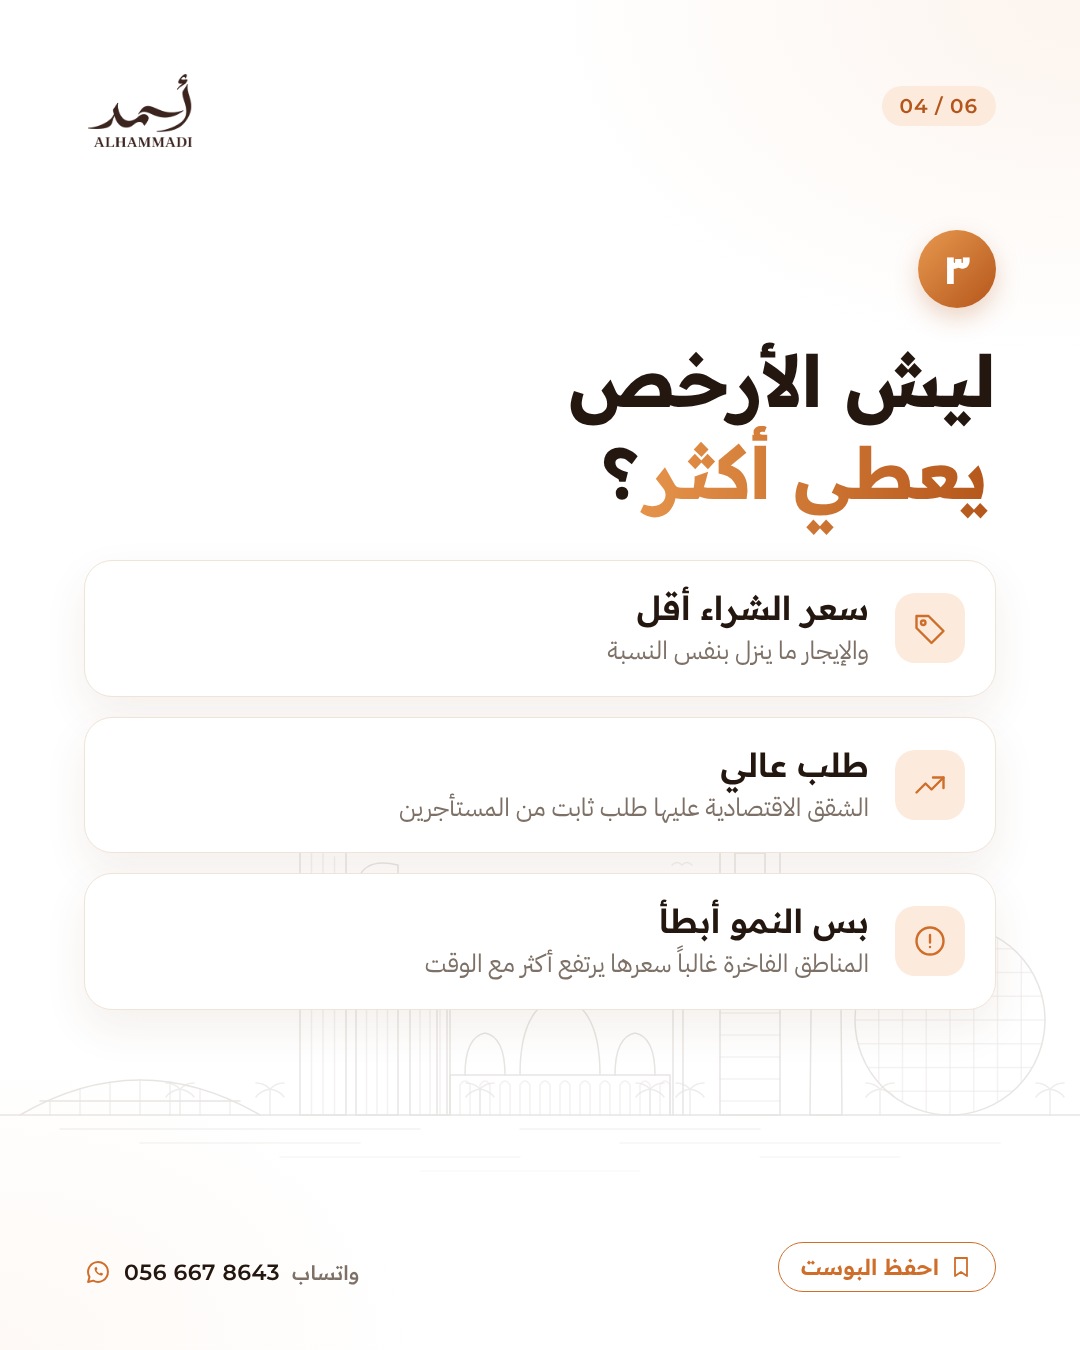 أحمد
ALHAMMADI
04 / 06
٣
ليش الأرخص
يعطي أكثر؟
سعر الشراء أقل
والإيجار ما ينزل بنفس النسبة
طلب عالي
الشقق الاقتصادية عليها طلب ثابت من المستأجرين
بس النمو أبطأ
المناطق الفاخرة غالباً سعرها يرتفع أكثر مع الوقت
احفظ البوست
واتساب 056 667 8643